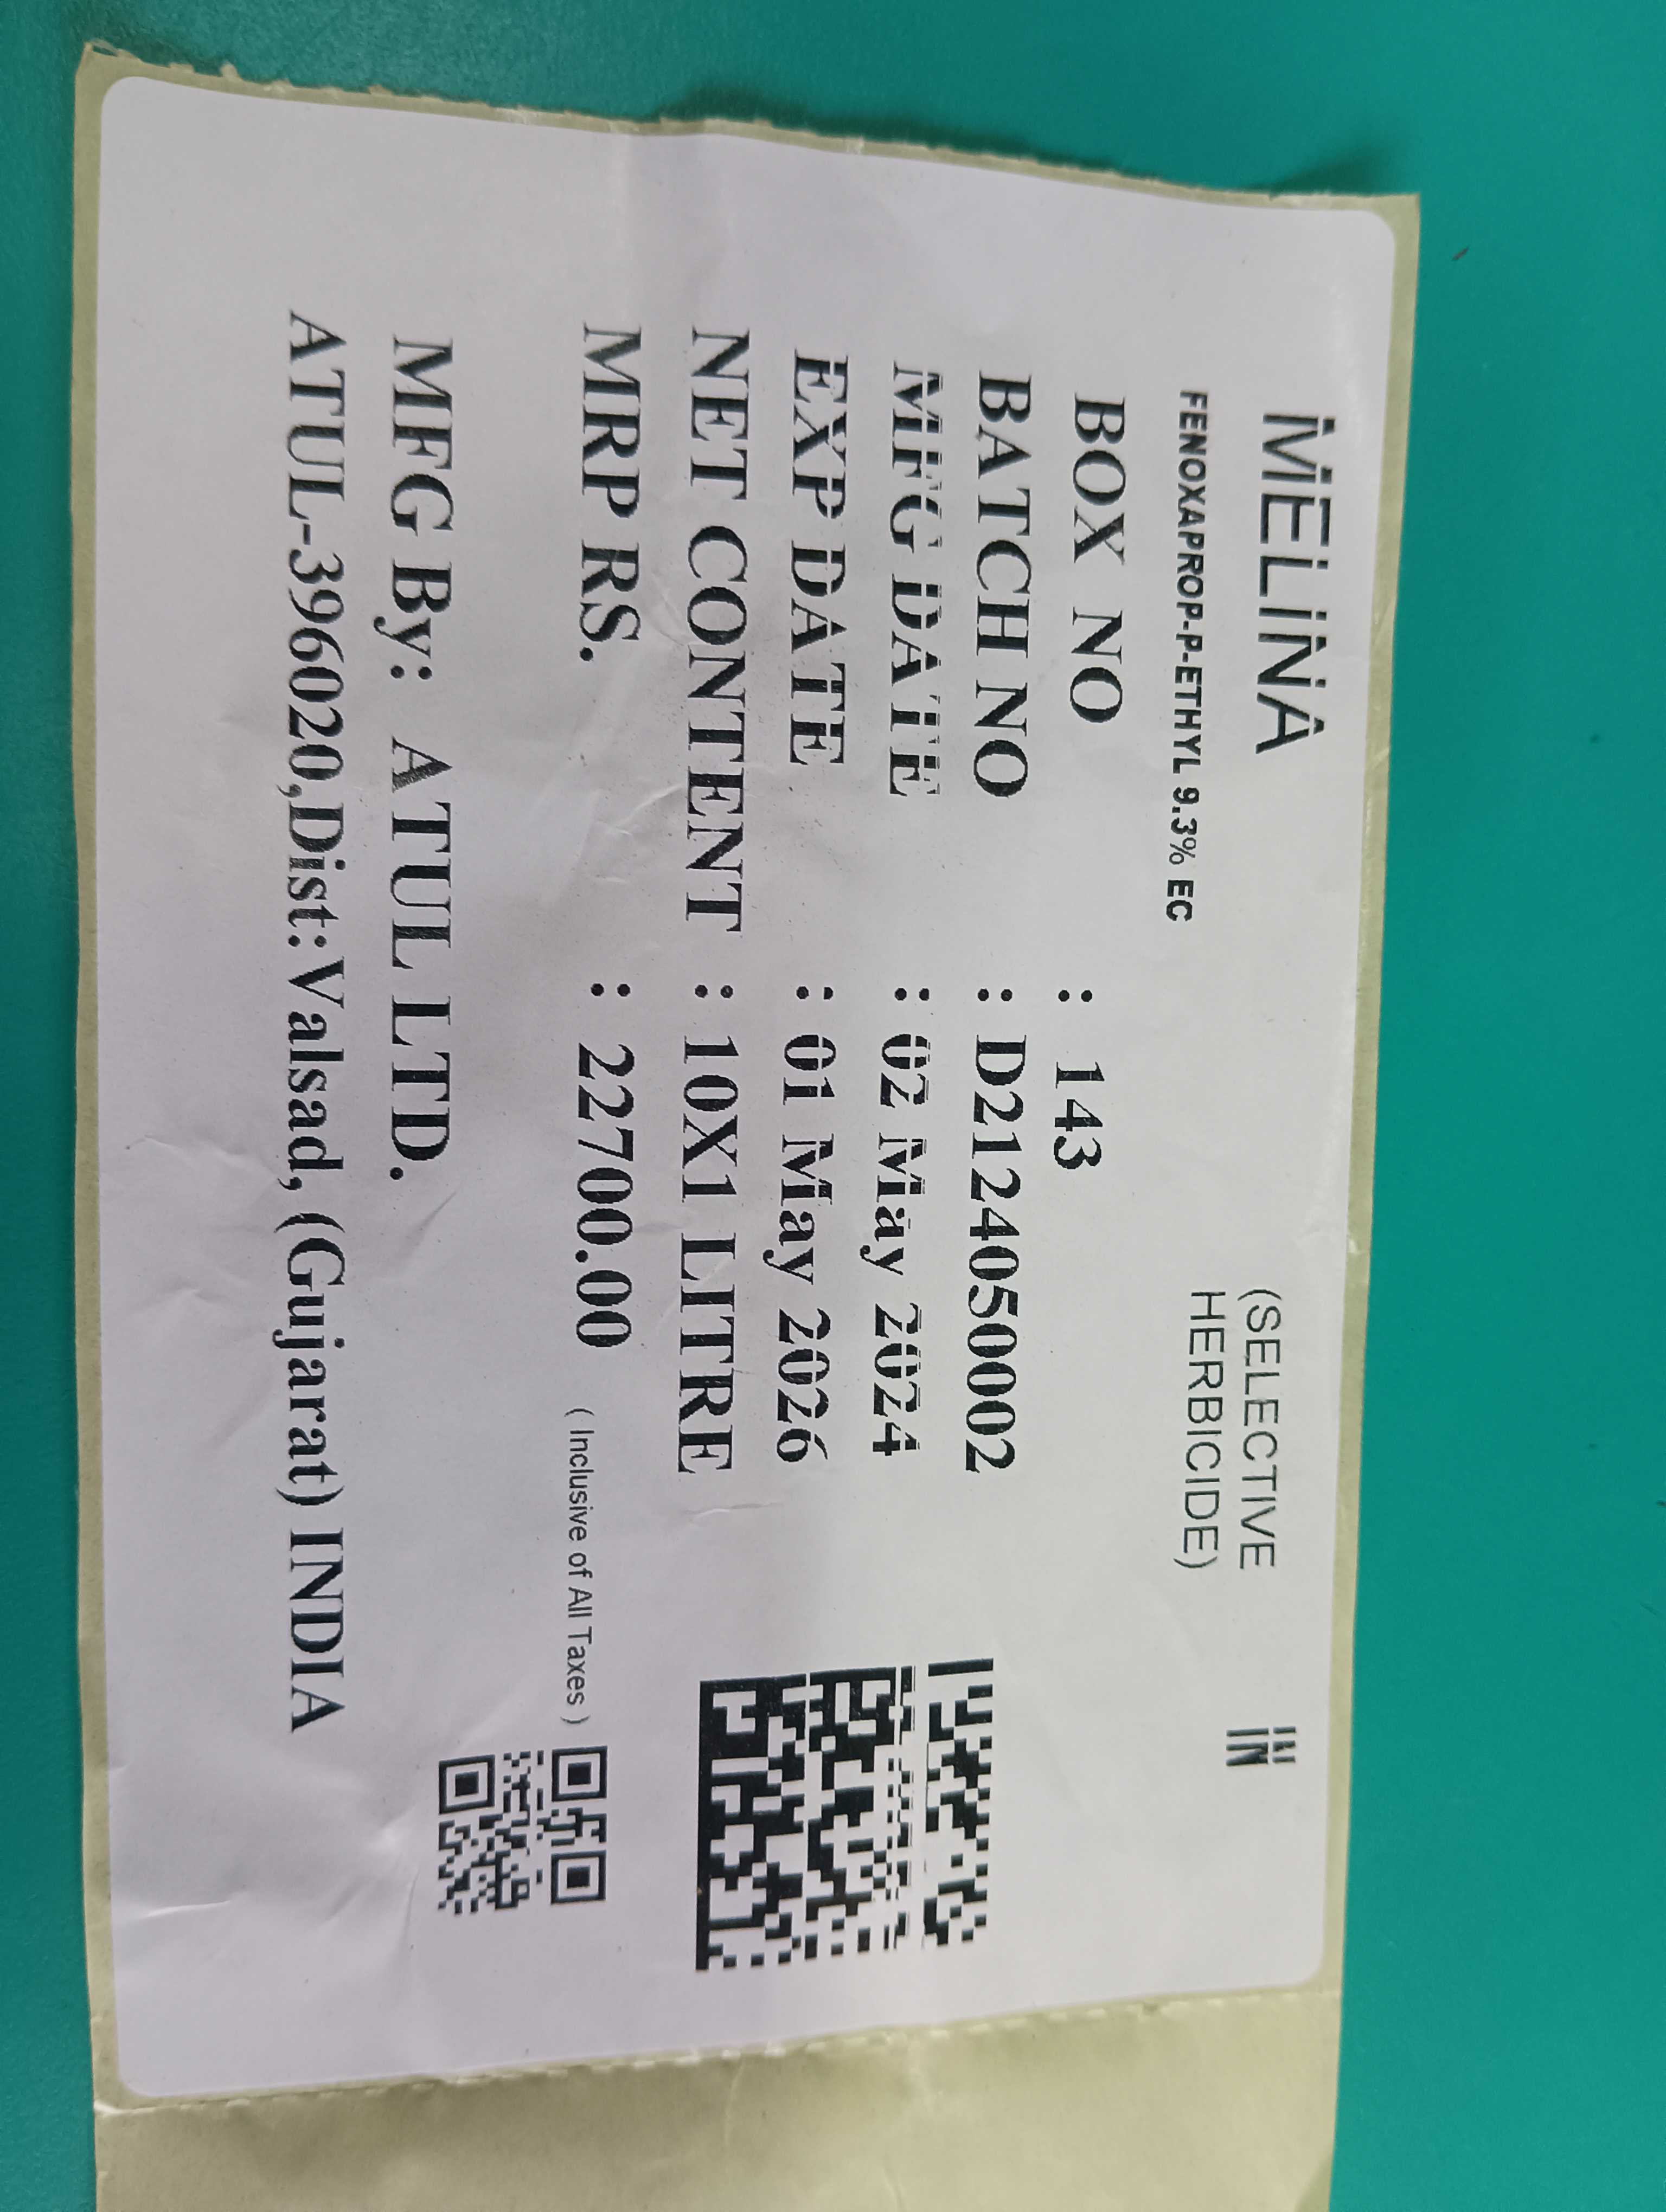 MELINA
(SELECTIVE
HERBICIDE)
IN
FENOXAPROP-P-ETHYL 9.3% EC
BOX NO : 143
BATCH NO : D2124050002
MFG DATE : 02 May 2024
EXP DATE : 01 May 2026
NET CONTENT : 10X1 LITRE
MRP RS. : 22700.00 ( Inclusive of All Taxes )
MFG By: ATUL LTD.
ATUL-396020,Dist:Valsad, (Gujarat) INDIA